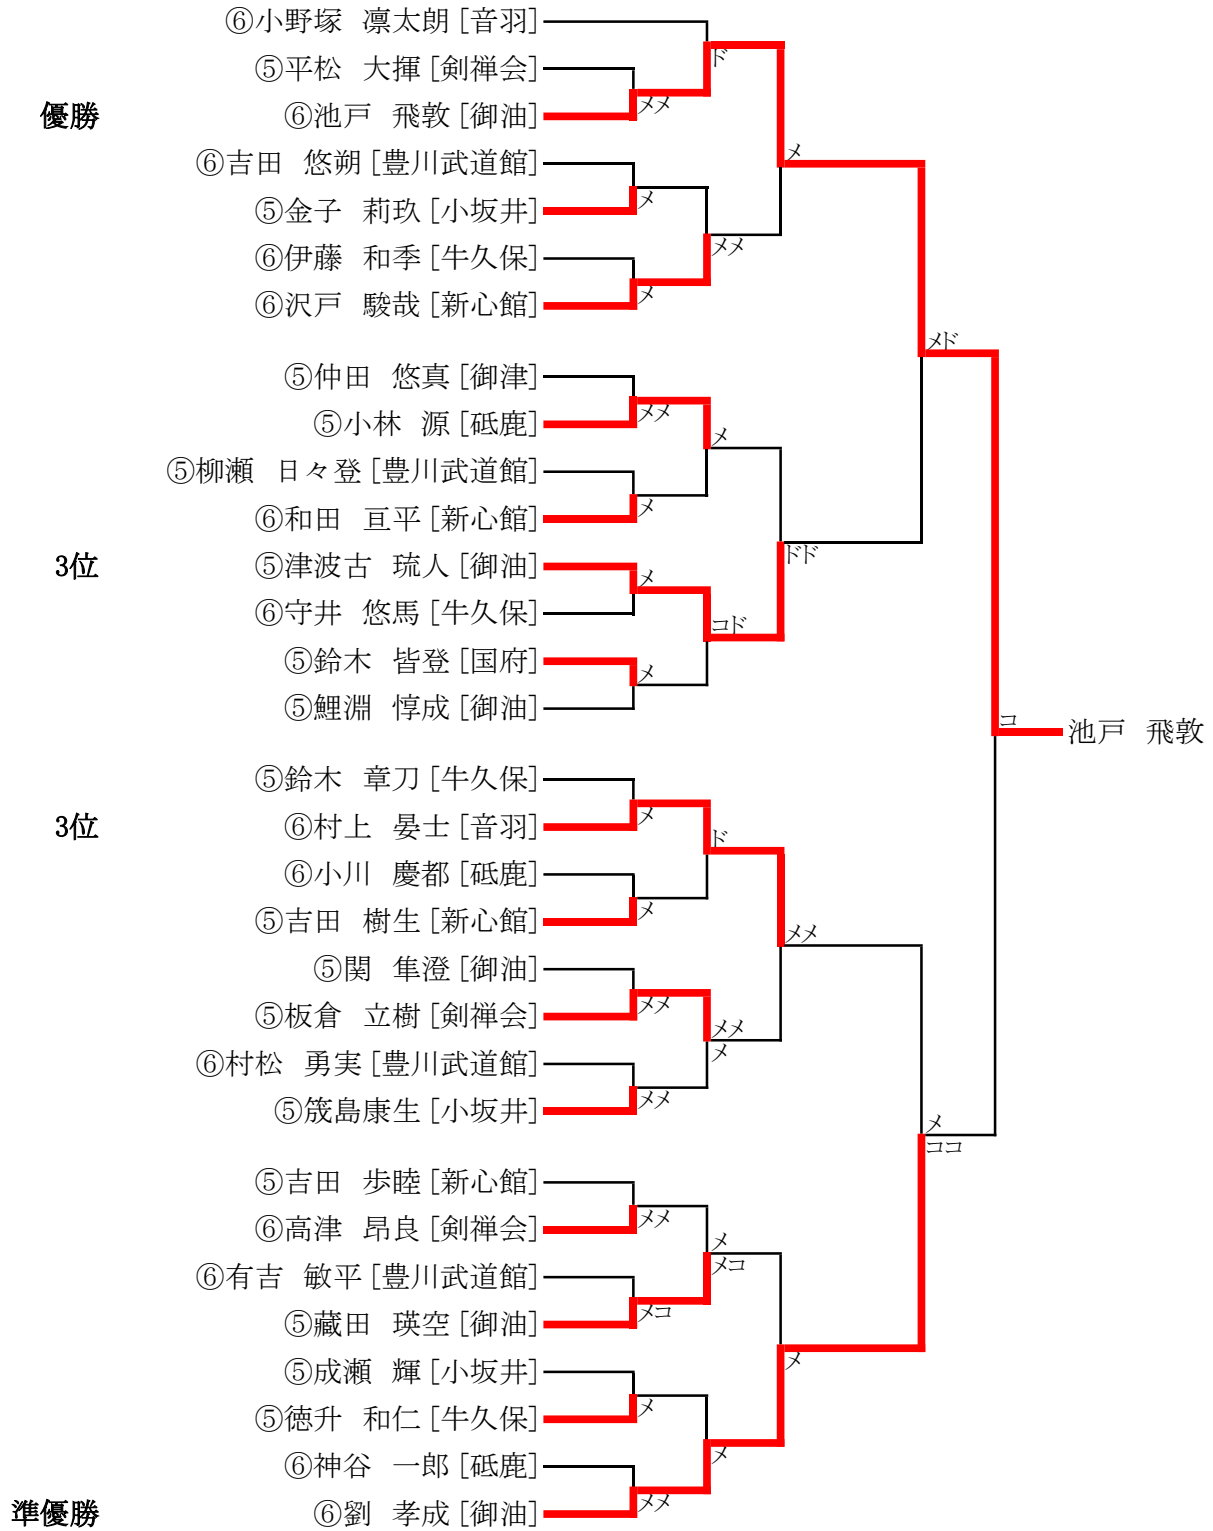 ⑥小野塚 凛太朗 [音羽]
ド
⑤平松 大揮 [剣禅会]
メメ
優勝 ⑥池戸 飛敦 [御油]
メ
⑥吉田 悠朔 [豊川武道館]
メ
⑤金子 莉玖 [小坂井]
メメ
⑥伊藤 和季 [牛久保]
メ
⑥沢戸 駿哉 [新心館]
メド
⑤仲田 悠真 [御津]
メメ
⑤小林 源 [砥鹿]
メ
⑤柳瀬 日々登 [豊川武道館]
メ
⑥和田 亘平 [新心館]
ドド
3位 ⑤津波古 琉人 [御油]
メ
⑥守井 悠馬 [牛久保]
コド
⑤鈴木 皆登 [国府]
メ
⑤鯉淵 惇成 [御油]
コ
池戸 飛敦
⑤鈴木 章刀 [牛久保]
メ
3位 ⑥村上 晏士 [音羽]
ド
⑥小川 慶都 [砥鹿]
メ
⑤吉田 樹生 [新心館]
メメ
⑤関 隼澄 [御油]
メメ
⑤板倉 立樹 [剣禅会]
メメ
メ
⑥村松 勇実 [豊川武道館]
メメ
⑤筬島康生 [小坂井]
メ
ココ
⑤吉田 歩睦 [新心館]
メメ
⑥高津 昂良 [剣禅会]
メ
メコ
⑥有吉 敏平 [豊川武道館]
メコ
⑤藏田 瑛空 [御油]
メ
⑤成瀬 輝 [小坂井]
メ
⑤徳升 和仁 [牛久保]
メ
⑥神谷 一郎 [砥鹿]
メメ
準優勝 ⑥劉 孝成 [御油]